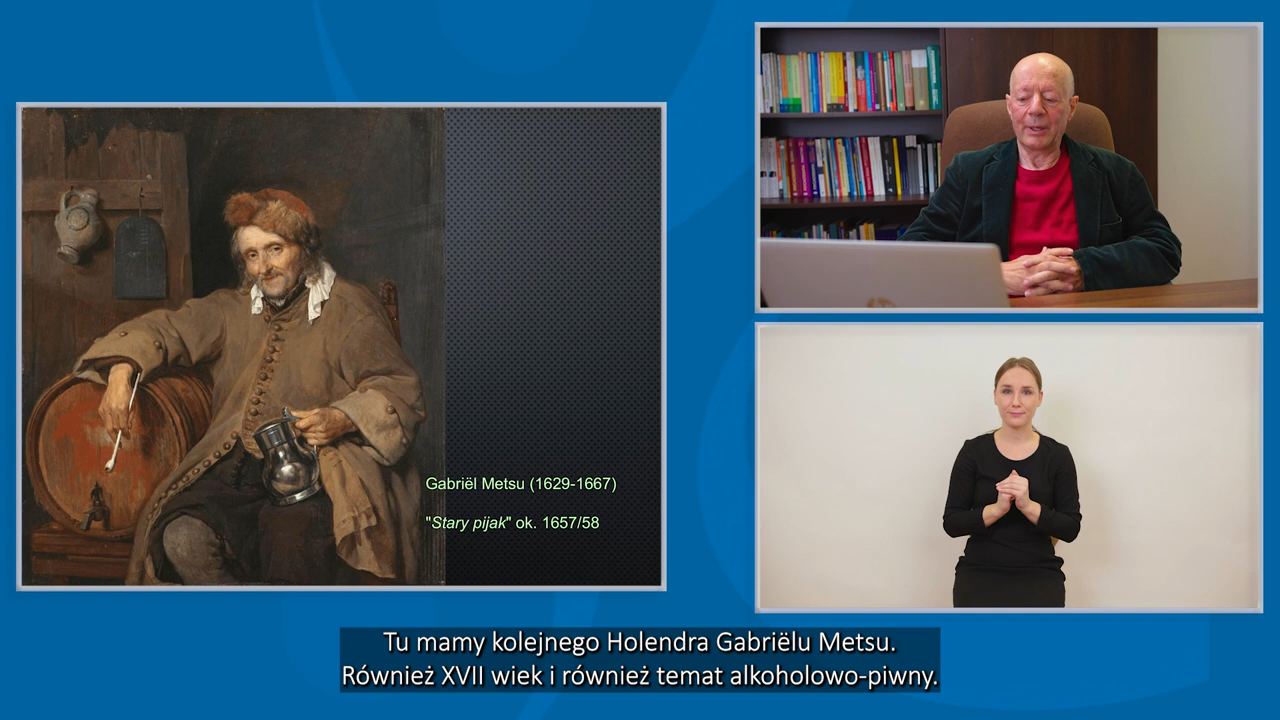 Gabriël Metsu (1629-1667)
"Stary pijak" ok. 1657/58
Tu mamy kolejnego Holendra Gabriëlu Metsu.
Również XVII wiek i również temat alkoholowo-piwny.